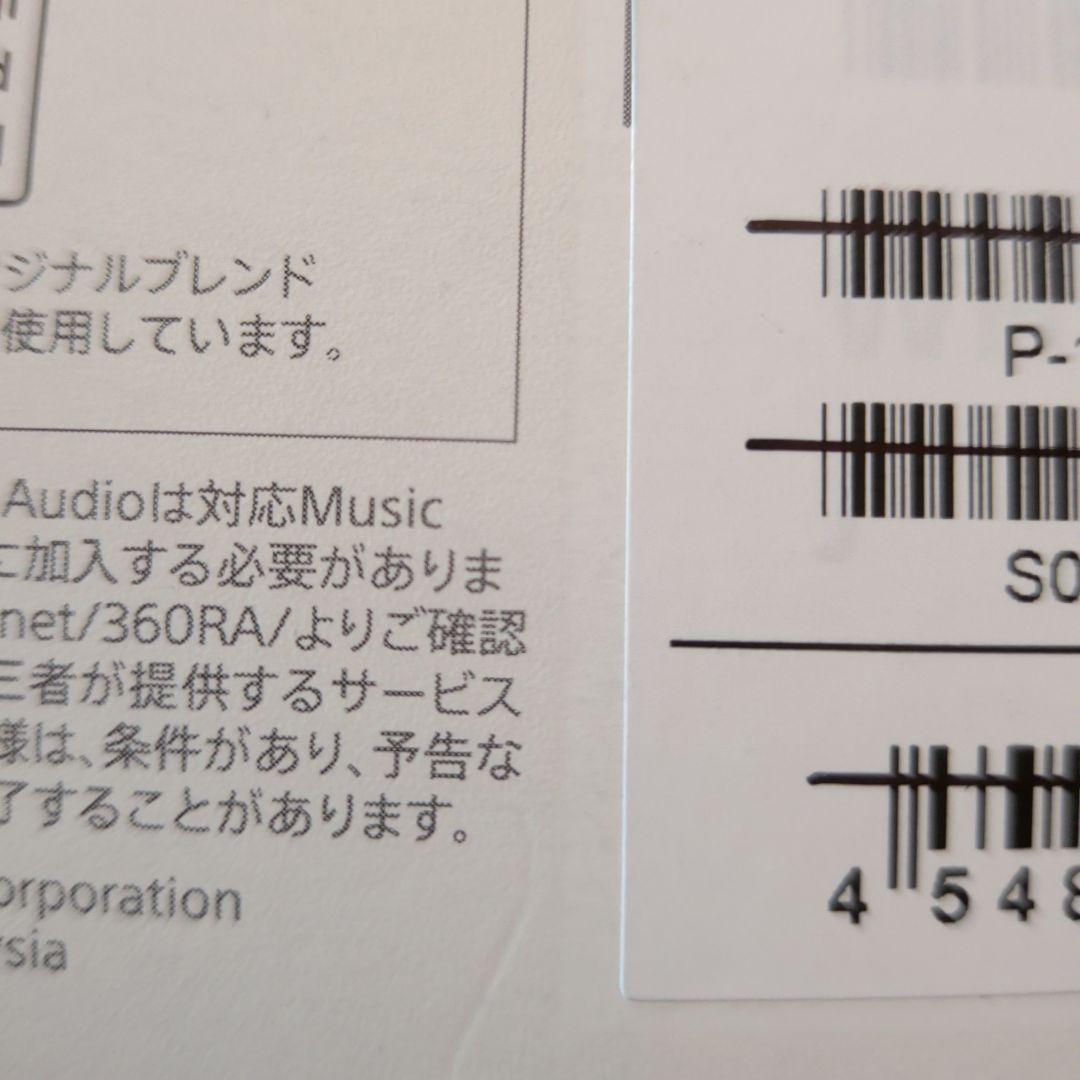 ジナルブレンド
使用しています。
Audioは対応Music
に加入する必要がありま
net/360RA/よりご確認
三者が提供するサービス
様は、条件があり、予告な
了することがあります。
orporation
sia
P-
S0
4 548